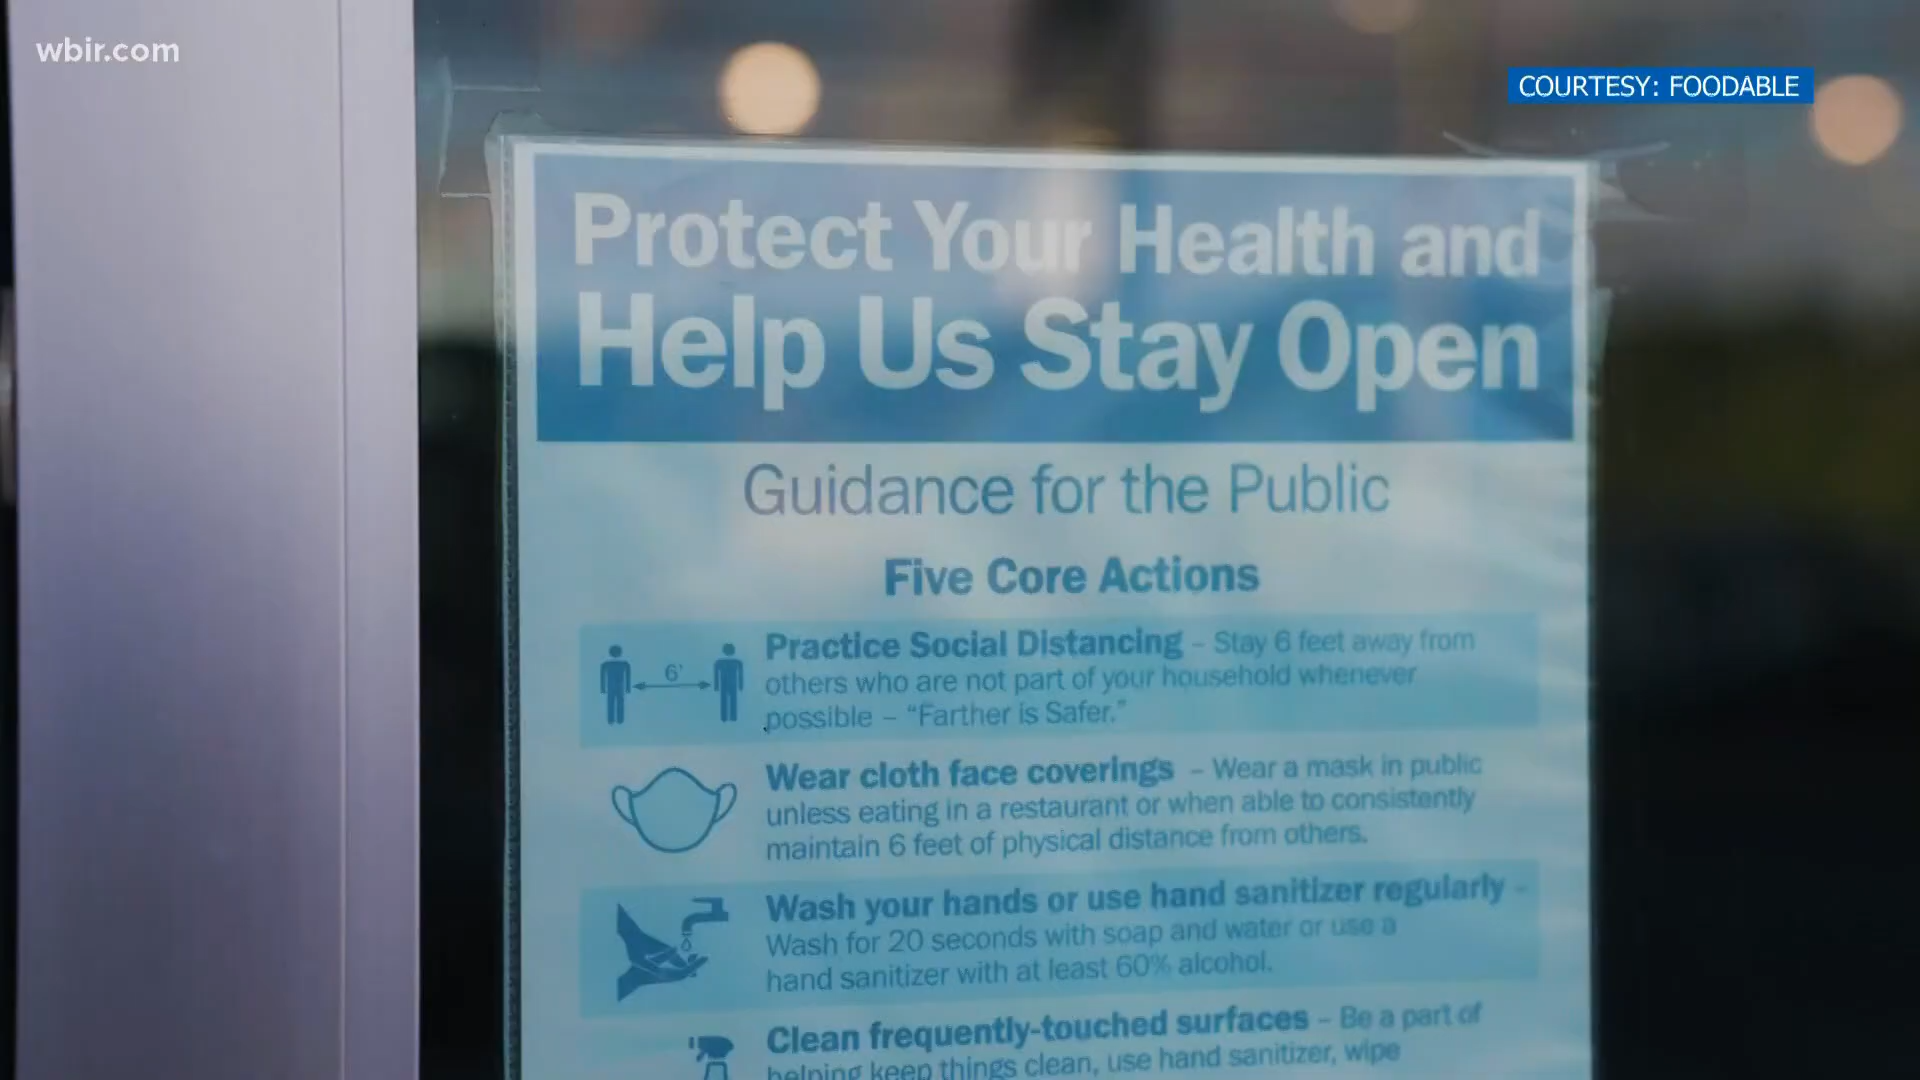 wbir.com
COURTESY: FOODABLE
Protect Your Health and
Help Us Stay Open
Guidance for the Public
Five Core Actions
6'
Practice Social Distancing – Stay 6 feet away from
others who are not part of your household whenever
possible – “Farther is Safer.”
Wear cloth face coverings – Wear a mask in public
unless eating in a restaurant or when able to consistently
maintain 6 feet of physical distance from others.
Wash your hands or use hand sanitizer regularly –
Wash for 20 seconds with soap and water or use a
hand sanitizer with at least 60% alcohol.
Clean frequently-touched surfaces – Be a part of
helping keep things clean, use hand sanitizer, wipe